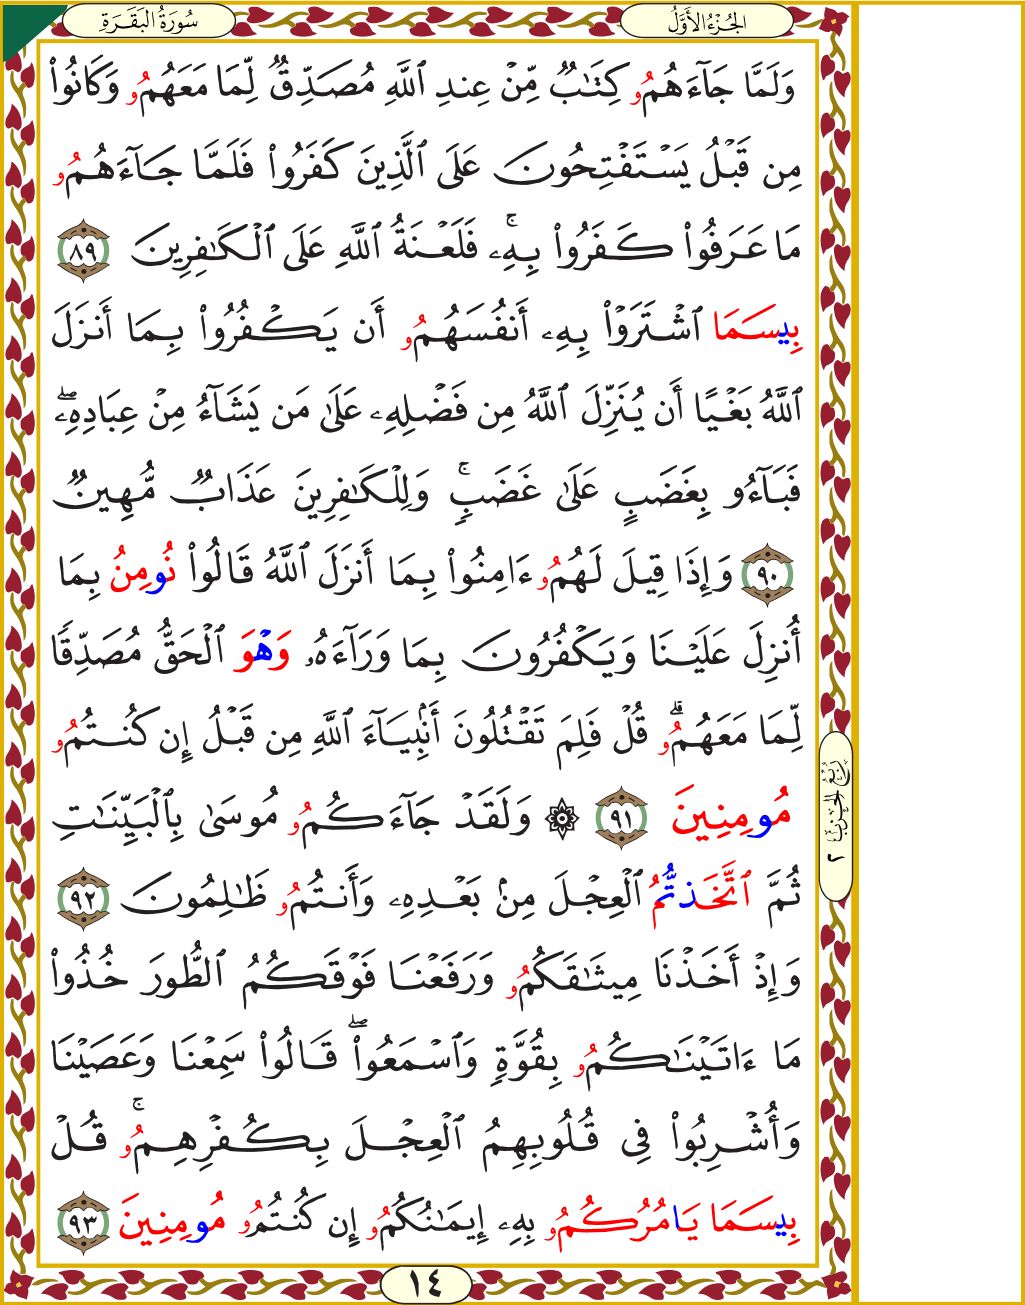 سُورَةُ البَقَرَةِ
الجُزْءُ الأَوَّلُ
وَلَمَّا جَآءَهُمُۥ كِتَٰبٌ مِّنْ عِندِ ٱللَّهِ مُصَدِّقٌ لِّمَا مَعَهُمُۥ وَكَانُواْ
مِن قَبْلُ يَسْتَفْتِحُونَ عَلَى ٱلَّذِينَ كَفَرُواْ فَلَمَّا جَآءَهُمُۥ
مَا عَرَفُواْ كَفَرُواْ بِهِۦۚ فَلَعْنَةُ ٱللَّهِ عَلَى ٱلْكَٰفِرِينَ ٨٩
بِيسَمَا ٱشْتَرَوْاْ بِهِۦ أَنفُسَهُمُۥ أَن يَكْفُرُواْ بِمَا أَنزَلَ
ٱللَّهُ بَغْيًا أَن يُنَزِّلَ ٱللَّهُ مِن فَضْلِهِۦ عَلَىٰ مَن يَشَآءُ مِنْ عِبَادِهِۦۖ
فَبَآءُو بِغَضَبٍ عَلَىٰ غَضَبٍۚ وَلِلْكَٰفِرِينَ عَذَابٌ مُّهِينٌ
٩٠ وَإِذَا قِيلَ لَهُمُۥ ءَامِنُواْ بِمَا أَنزَلَ ٱللَّهُ قَالُواْ نُومِنُ بِمَا
أُنزِلَ عَلَيْنَا وَيَكْفُرُونَ بِمَا وَرَآءَهُۥ وَهْوَ ٱلْحَقُّ مُصَدِّقًا
لِّمَا مَعَهُمُۥۗ قُلْ فَلِمَ تَقْتُلُونَ أَنۢبِيَآءَ ٱللَّهِ مِن قَبْلُ إِن كُنتُمُۥ
مُومِنِينَ ٩١ ۞ وَلَقَدْ جَآءَكُمُۥ مُوسَىٰ بِٱلْبَيِّنَٰتِ
ثُمَّ ٱتَّخَذتُّمُ ٱلْعِجْلَ مِنۢ بَعْدِهِۦ وَأَنتُمُۥ ظَٰلِمُونَ ٩٢
وَإِذْ أَخَذْنَا مِيثَٰقَكُمُۥ وَرَفَعْنَا فَوْقَكُمُ ٱلطُّورَ خُذُواْ
مَا ءَاتَيْنَٰكُمُۥ بِقُوَّةٍ وَٱسْمَعُواْۖ قَالُواْ سَمِعْنَا وَعَصَيْنَا
وَأُشْرِبُواْ فِي قُلُوبِهِمُ ٱلْعِجْلَ بِكُفْرِهِمُۥۚ قُلْ
بِيسَمَا يَامُرُكُمُۥ بِهِۦ إِيمَٰنُكُمُۥ إِن كُنتُمُۥ مُومِنِينَ ٩٣
رُبْعُ الحِزْبِ ٢
١٤